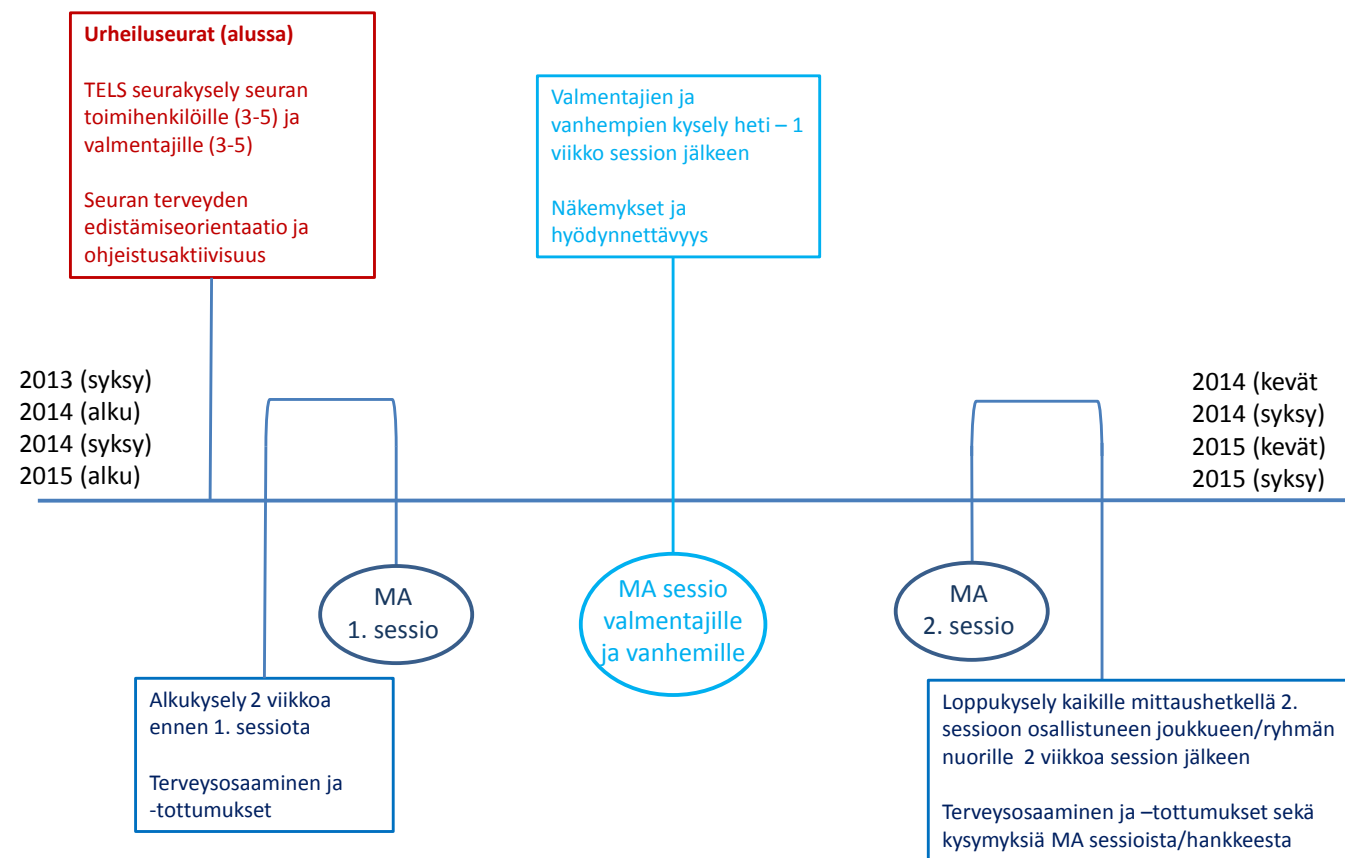 Urheiluseurat (alussa)
TELS seurakysely seuran
toimihenkilöille (3-5) ja
valmentajille (3-5)
Seuran terveyden
edistämiseorientaatio ja
ohjeistusaktiivisuus
Valmentajien ja
vanhempien kysely heti – 1
viikko session jälkeen
Näkemykset ja
hyödynnettävyys
2013 (syksy)
2014 (alku)
2014 (syksy)
2015 (alku)
2014 (kevät
2014 (syksy)
2015 (kevät)
2015 (syksy)
MA
1. sessio
MA sessio
valmentajille
ja vanhemille
MA
2. sessio
Alkukysely 2 viikkoa
ennen 1. sessiota
Terveysosaaminen ja
-tottumukset
Loppukysely kaikille mittaushetkellä 2.
sessioon osallistuneen joukkueen/ryhmän
nuorille 2 viikkoa session jälkeen
Terveysosaaminen ja –tottumukset sekä
kysymyksiä MA sessioista/hankkeesta